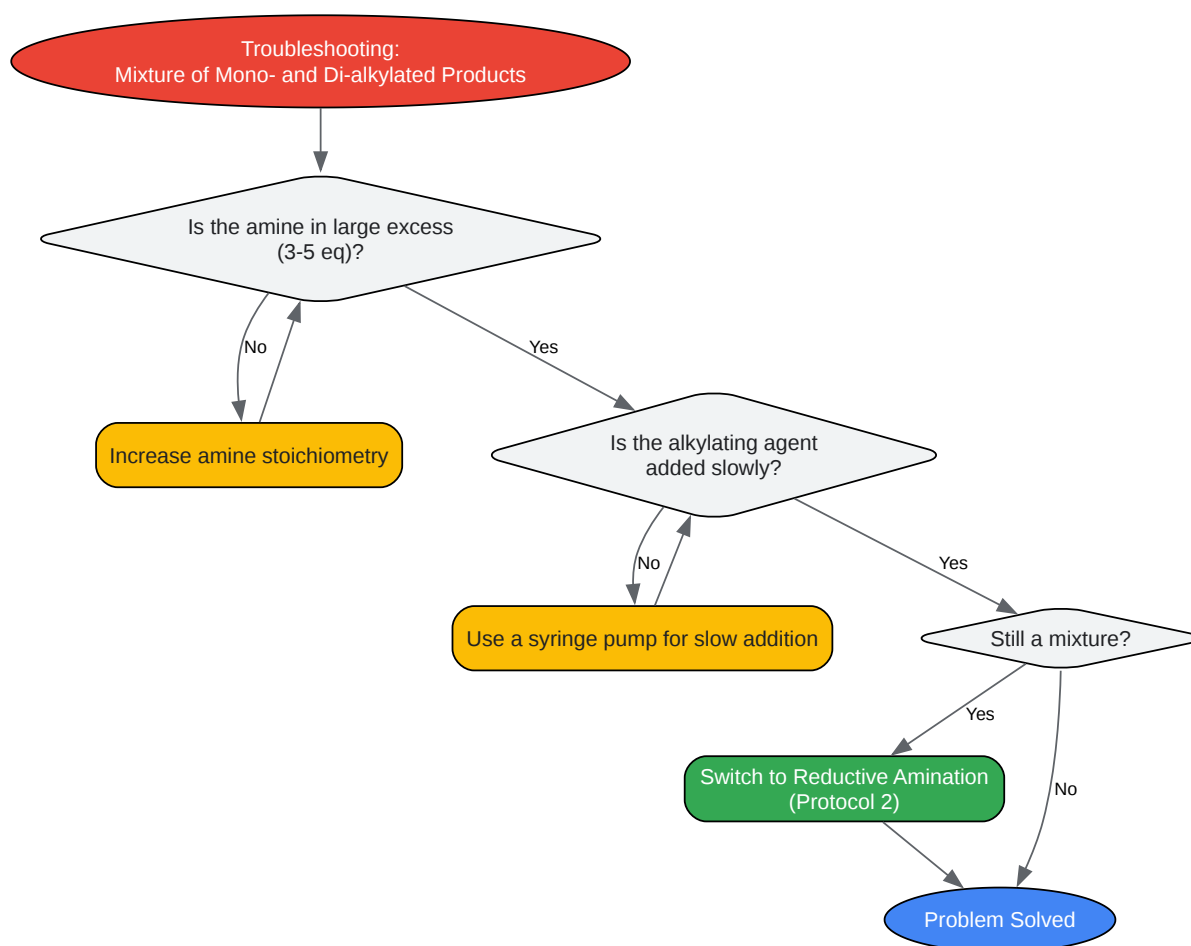 Troubleshooting:
Mixture of Mono- and Di-alkylated Products
Is the amine in large excess
(3-5 eq)?
No
Yes
Increase amine stoichiometry
Is the alkylating agent
added slowly?
No
Yes
Use a syringe pump for slow addition
Still a mixture?
Yes
Switch to Reductive Amination
(Protocol 2)
No
Problem Solved